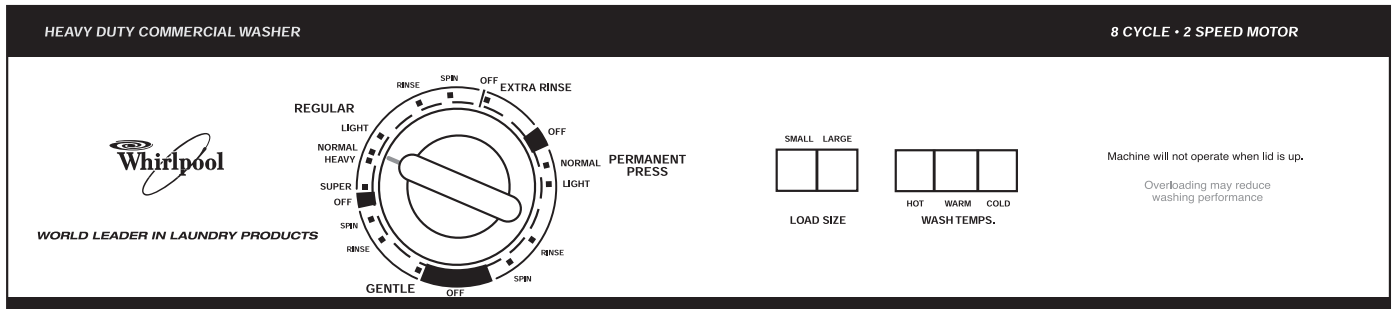 HEAVY DUTY COMMERCIAL WASHER
8 CYCLE • 2 SPEED MOTOR
Whirlpool
WORLD LEADER IN LAUNDRY PRODUCTS
REGULAR
SUPER
HEAVY
NORMAL
LIGHT
RINSE
SPIN
OFF
EXTRA RINSE
OFF
PERMANENT
PRESS
NORMAL
LIGHT
RINSE
SPIN
OFF
GENTLE
RINSE
SPIN
OFF
SMALL LARGE
LOAD SIZE
HOT WARM COLD
WASH TEMPS.
Machine will not operate when lid is up.
Overloading may reduce
washing performance